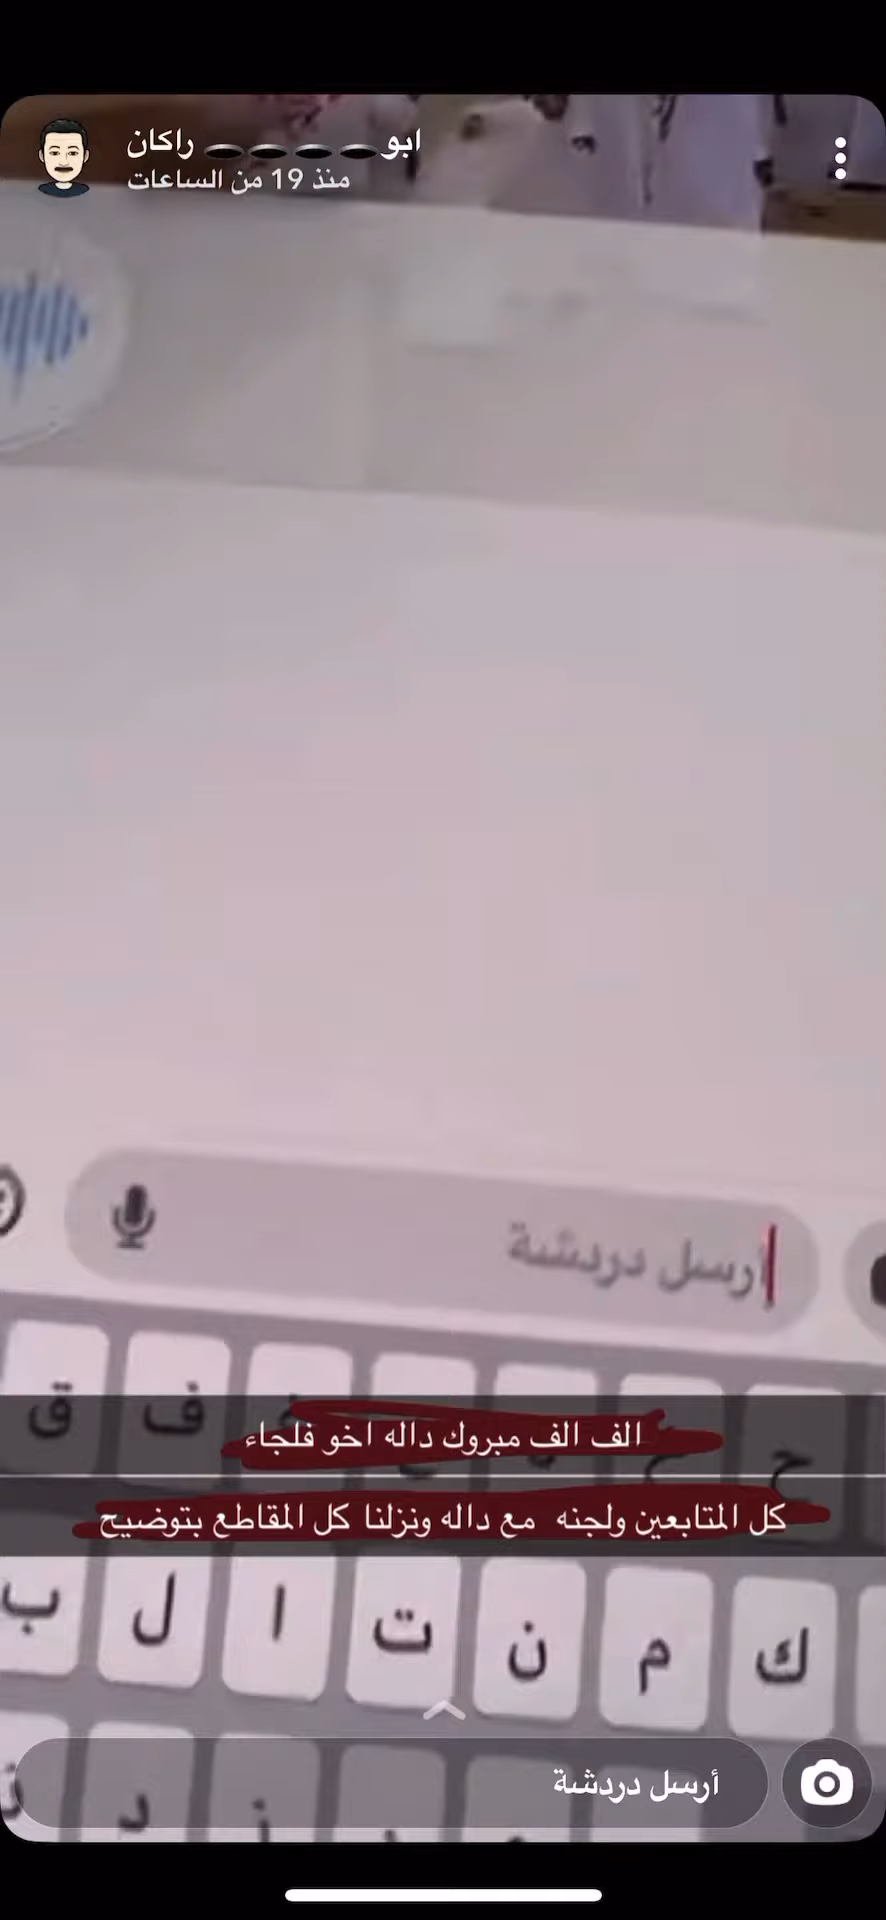 ابو راكان
منذ 19 من الساعات
أرسل دردشة
ق ف
ح
الف الف مبروك داله اخو فلجاء
كل المتابعين ولجنه مع داله ونزلنا كل المقاطع بتوضيح
ب ل ا ت ن م ك
د
أرسل دردشة